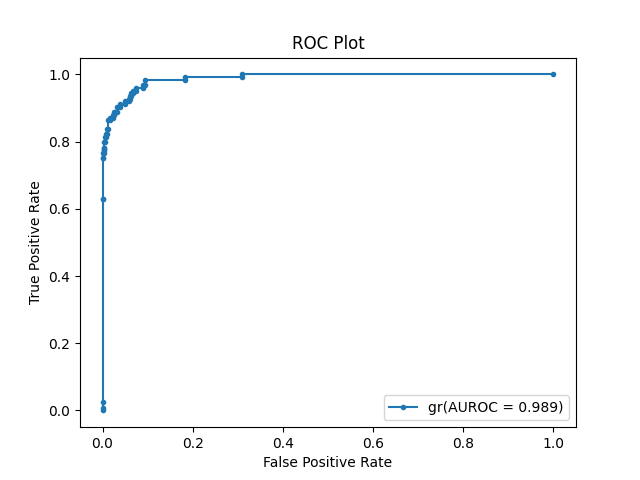 ROC Plot
True Positive Rate
1.0
0.8
0.6
0.4
0.2
0.0
gr(AUROC = 0.989)
0.0 0.2 0.4 0.6 0.8 1.0
False Positive Rate